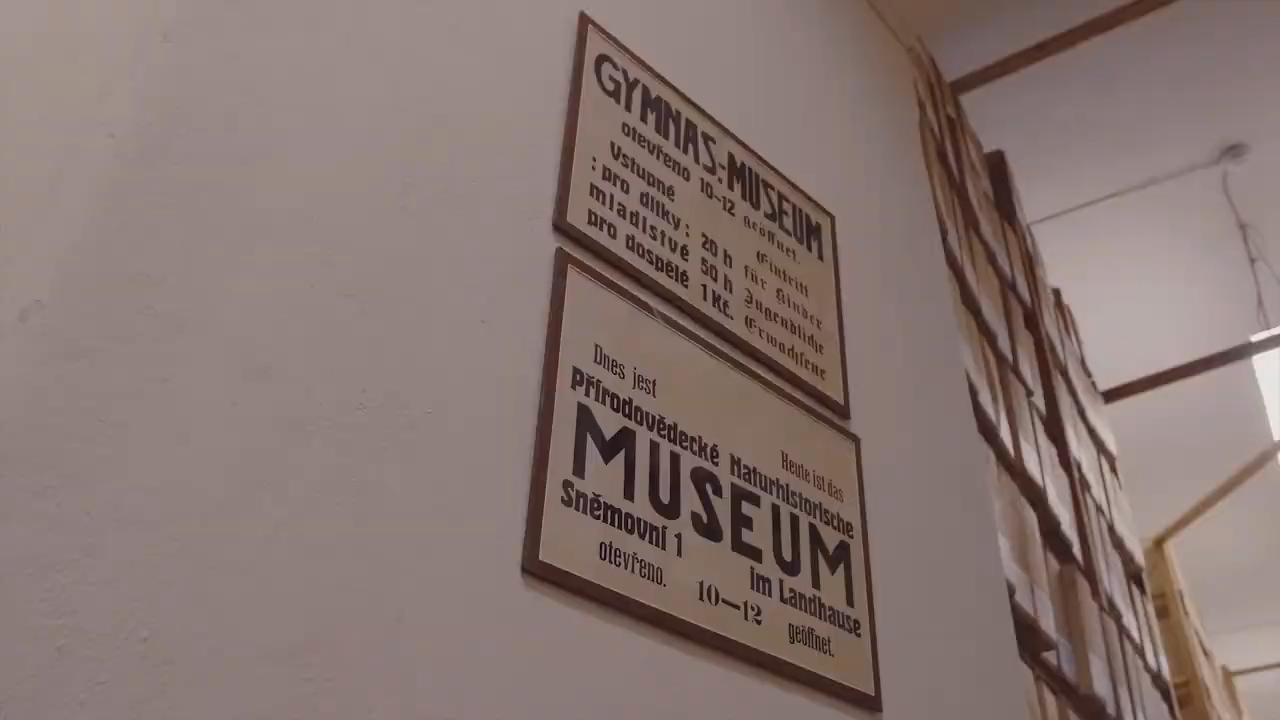 GYMNAS.-MUSEUM
otevřeno 10-12 geöffnet.
Vstupné Eintritt
: pro dítky: 20 h für Kinder
mladistvé 50 h Jugendliche
pro dospělé 1 Kč. Erwachsene
Dnes jest Heute ist das
Přírodovědecké Naturhistorische
MUSEUM
Sněmovní 1 im Landhause
otevřeno. 10—12 geöffnet.